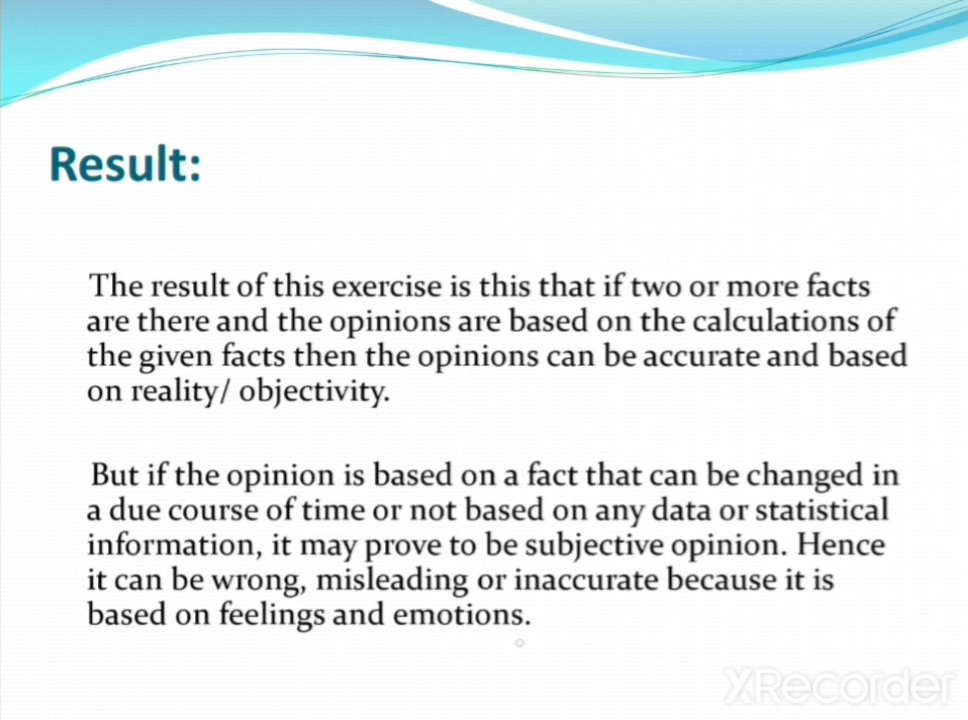 Result:
The result of this exercise is this that if two or more facts
are there and the opinions are based on the calculations of
the given facts then the opinions can be accurate and based
on reality/ objectivity.
But if the opinion is based on a fact that can be changed in
a due course of time or not based on any data or statistical
information, it may prove to be subjective opinion. Hence
it can be wrong, misleading or inaccurate because it is
based on feelings and emotions.
XRecorder